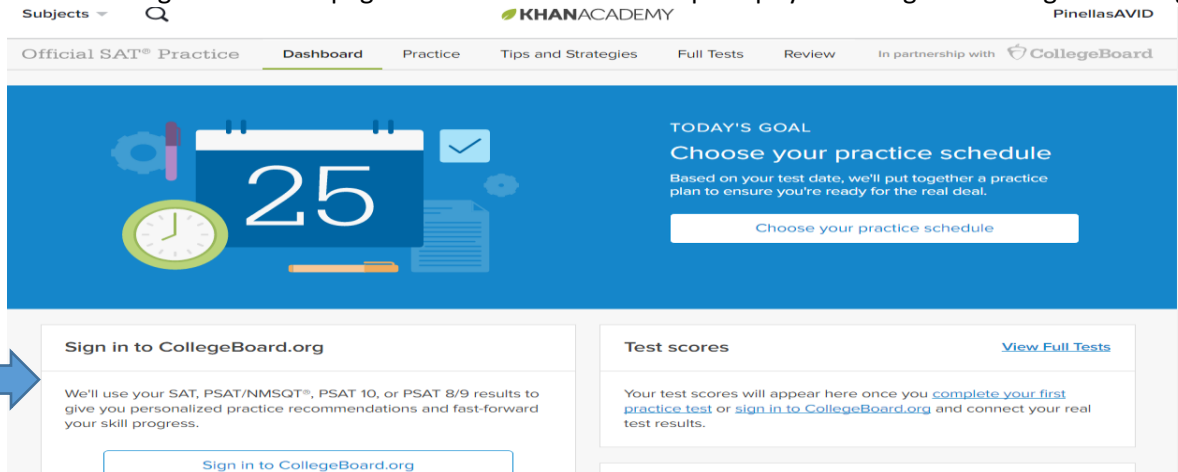 Subjects
KHANACADEMY
PinellasAVID
Official SAT® Practice
Dashboard
Practice
Tips and Strategies
Full Tests
Review
In partnership with CollegeBoard
25
TODAY'S GOAL
Choose your practice schedule
Based on your test date, we'll put together a practice
plan to ensure you're ready for the real deal.
Choose your practice schedule
Sign in to CollegeBoard.org
We'll use your SAT, PSAT/NMSQT®, PSAT 10, or PSAT 8/9 results to
give you personalized practice recommendations and fast-forward
your skill progress.
Sign in to CollegeBoard.org
Test scores
View Full Tests
Your test scores will appear here once you complete your first
practice test or sign in to CollegeBoard.org and connect your real
test results.